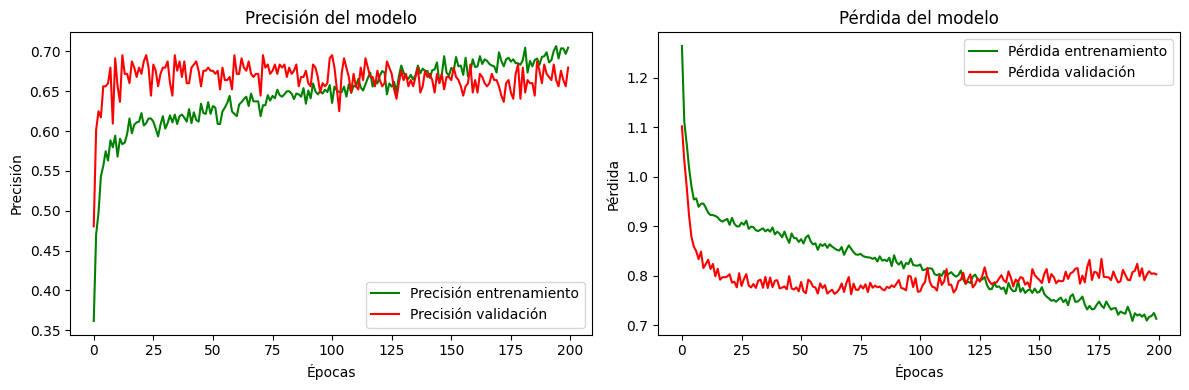 Precisión del modelo
Precisión
0.70
0.65
0.60
0.55
0.50
0.45
0.40
0.35
Precisión entrenamiento
Precisión validación
0 25 50 75 100 125 150 175 200
Épocas
Pérdida del modelo
Pérdida
1.2
1.1
1.0
0.9
0.8
0.7
Pérdida entrenamiento
Pérdida validación
0 25 50 75 100 125 150 175 200
Épocas